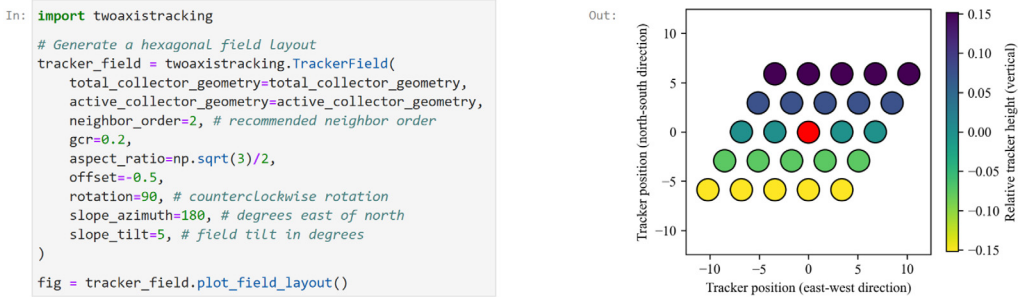 In:
import twoaxistracking
# Generate a hexagonal field layout
tracker_field = twoaxistracking.TrackerField(
    total_collector_geometry=total_collector_geometry,
    active_collector_geometry=active_collector_geometry,
    neighbor_order=2, # recommended neighbor order
    gcr=0.2,
    aspect_ratio=np.sqrt(3)/2,
    offset=-0.5,
    rotation=90, # counterclockwise rotation
    slope_azimuth=180, # degrees east of north
    slope_tilt=5, # field tilt in degrees
)
fig = tracker_field.plot_field_layout()
Out:
Tracker position (north-south direction)
10
5
0
−5
−10
−10 −5 0 5 10
Tracker position (east-west direction)
0.15
0.10
0.05
0.00
−0.05
−0.10
−0.15
Relative tracker height (vertical)